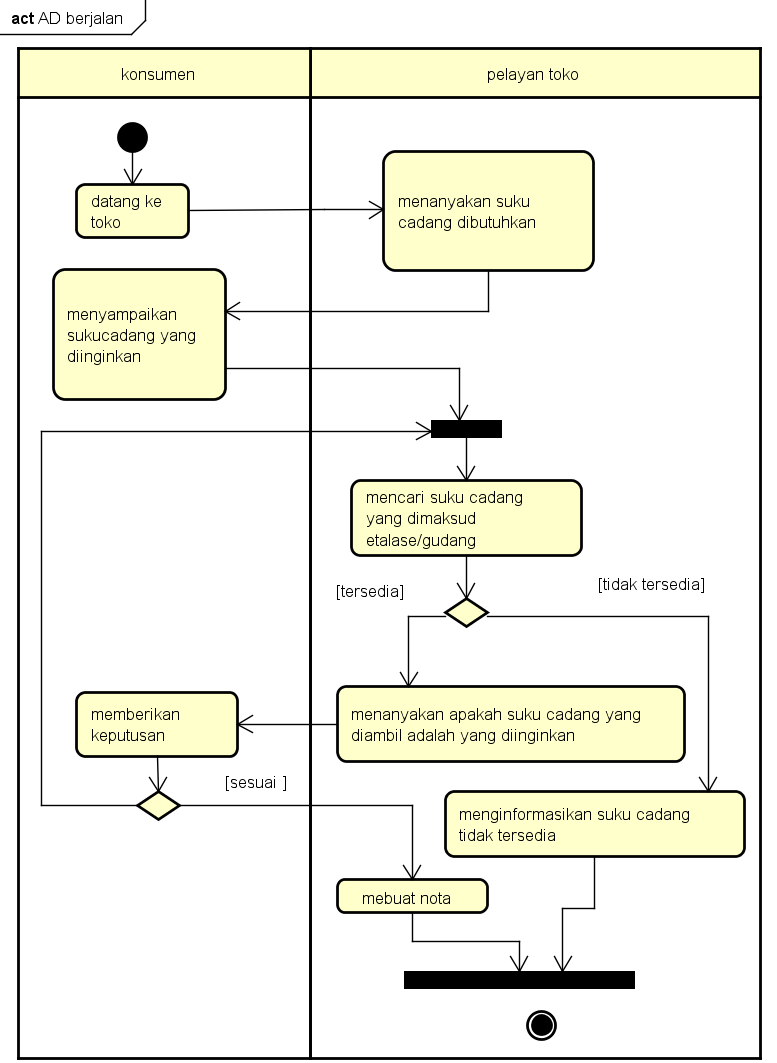 act AD berjalan
konsumen
pelayan toko
datang ke
toko
menanyakan suku
cadang dibutuhkan
menyampaikan
sukucadang yang
diinginkan
mencari suku cadang
yang dimaksud
etalase/gudang
[tersedia]
[tidak tersedia]
memberikan
keputusan
menanyakan apakah suku cadang yang
diambil adalah yang diinginkan
[sesuai ]
menginformasikan suku cadang
tidak tersedia
mebuat nota